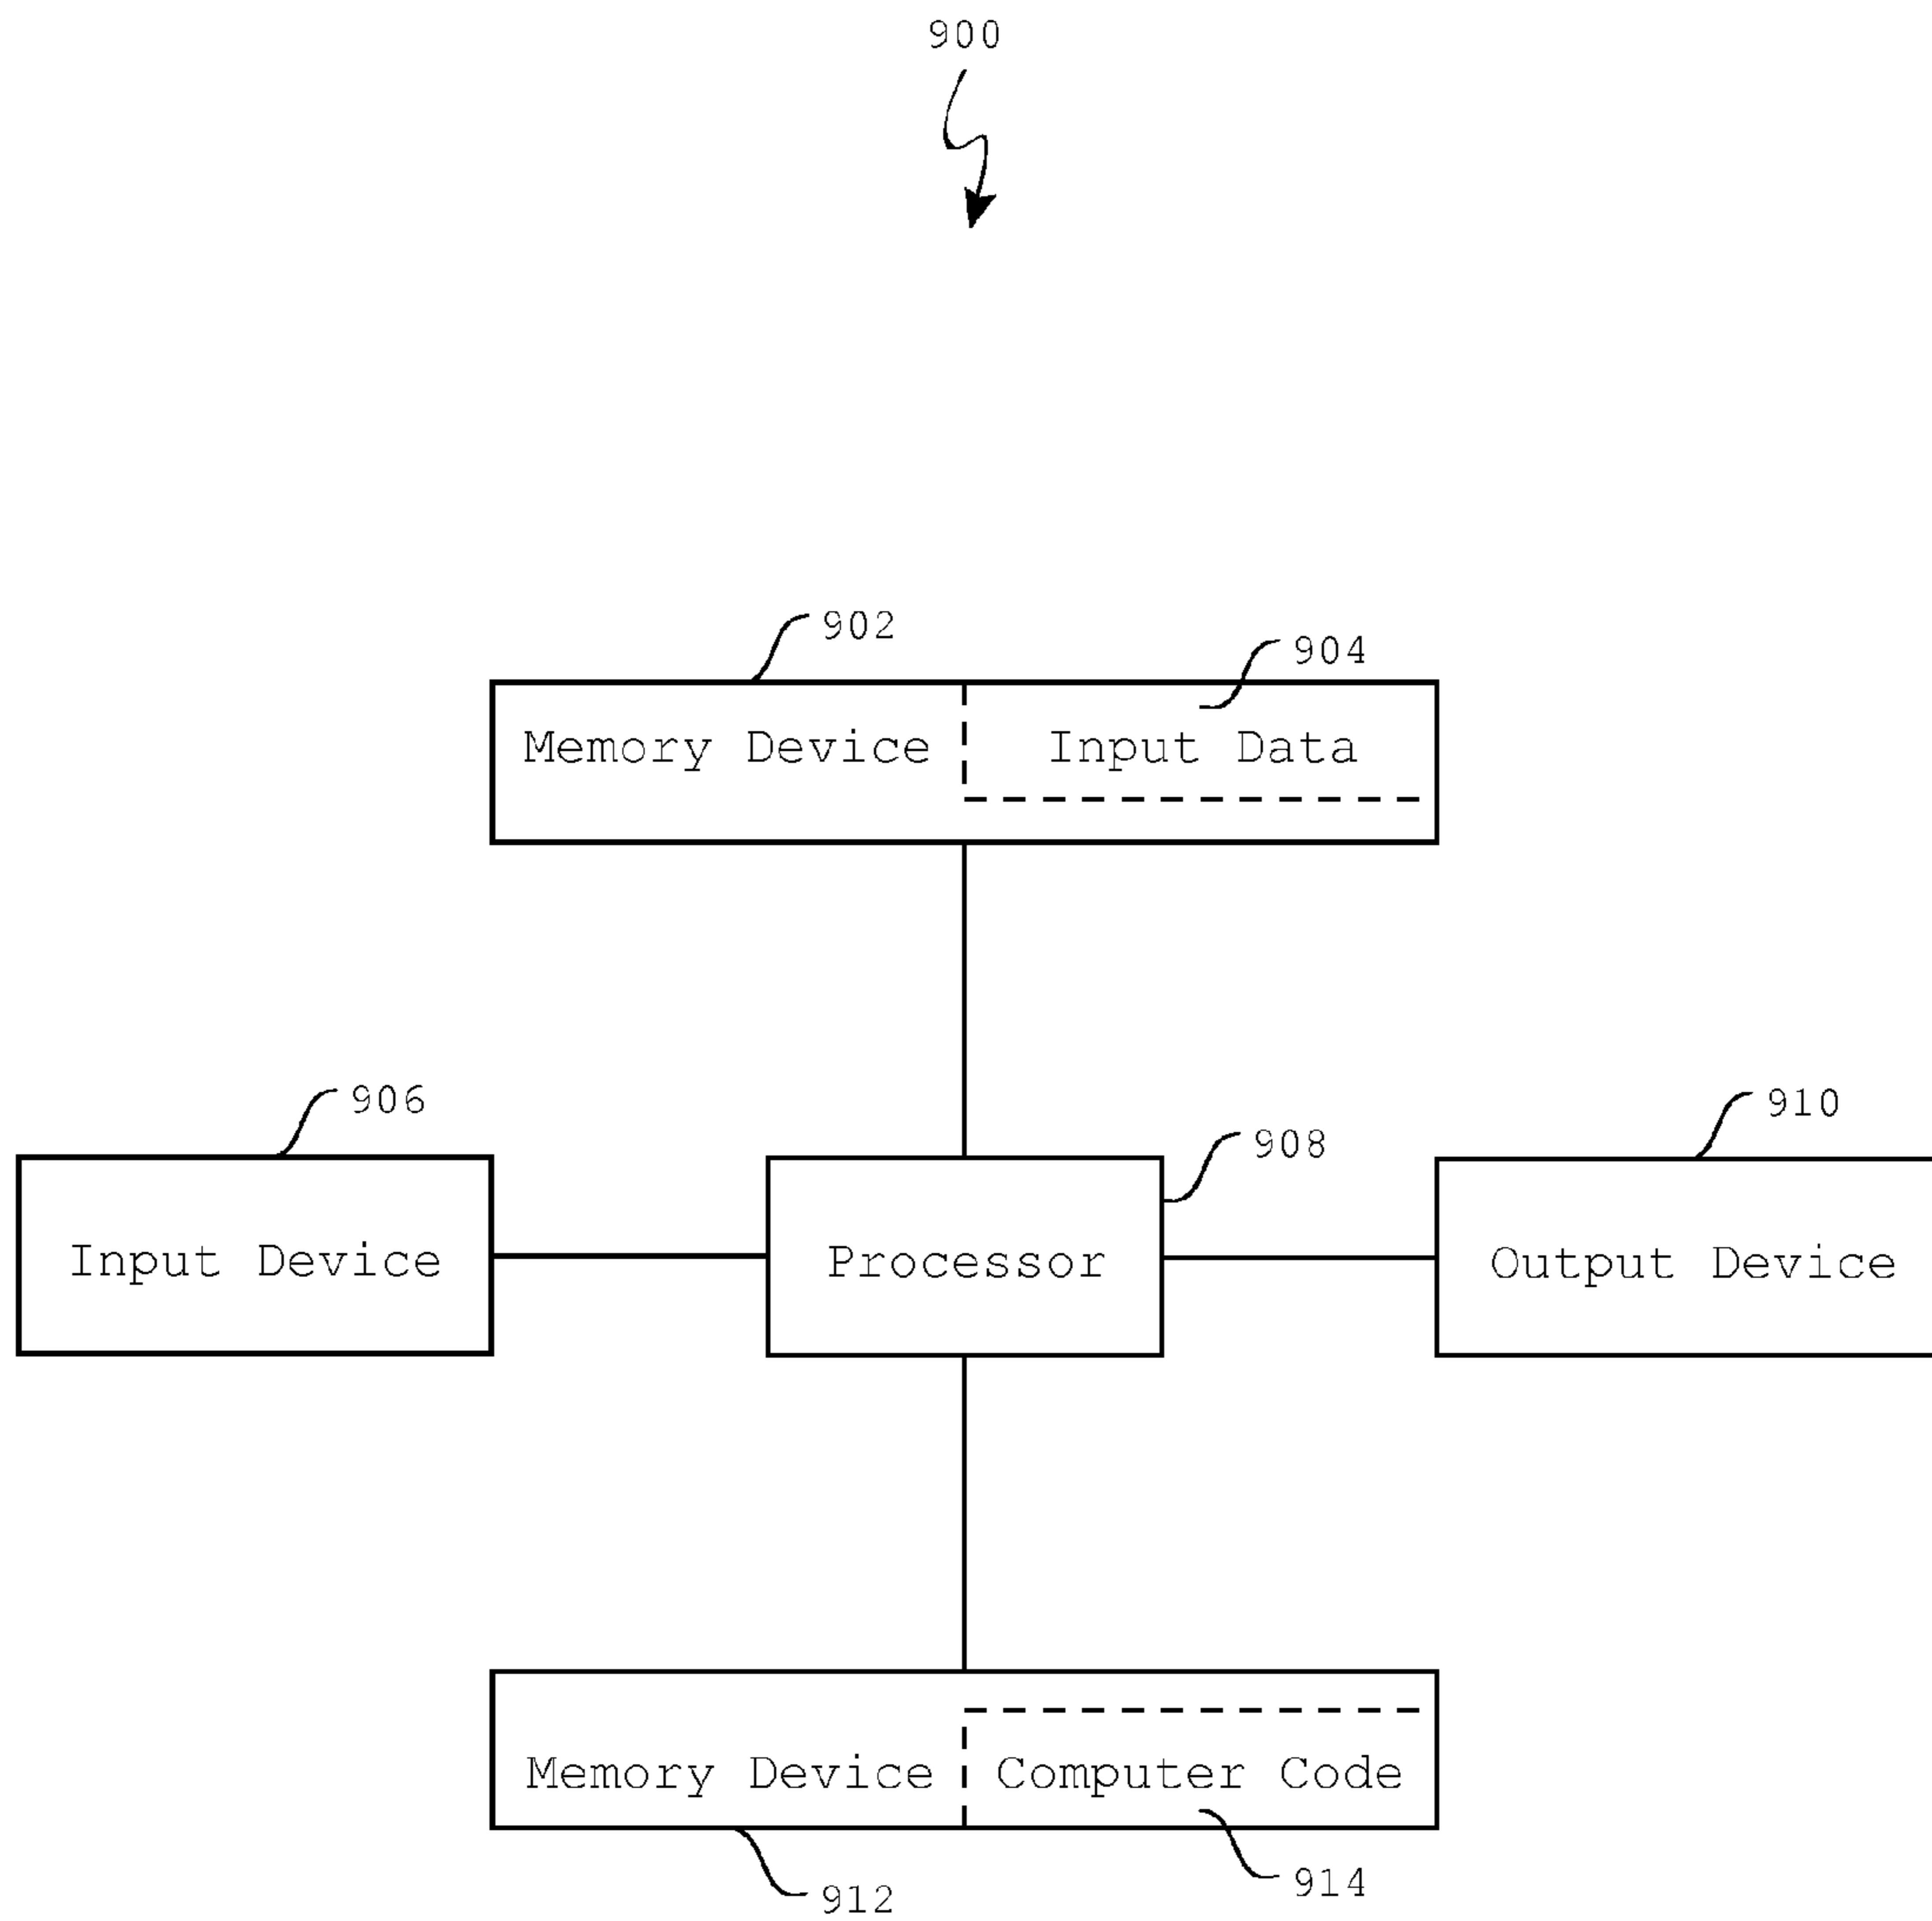 900
902
904
Memory Device
Input Data
906
908
910
Input Device
Processor
Output Device
Memory Device
Computer Code
912
914